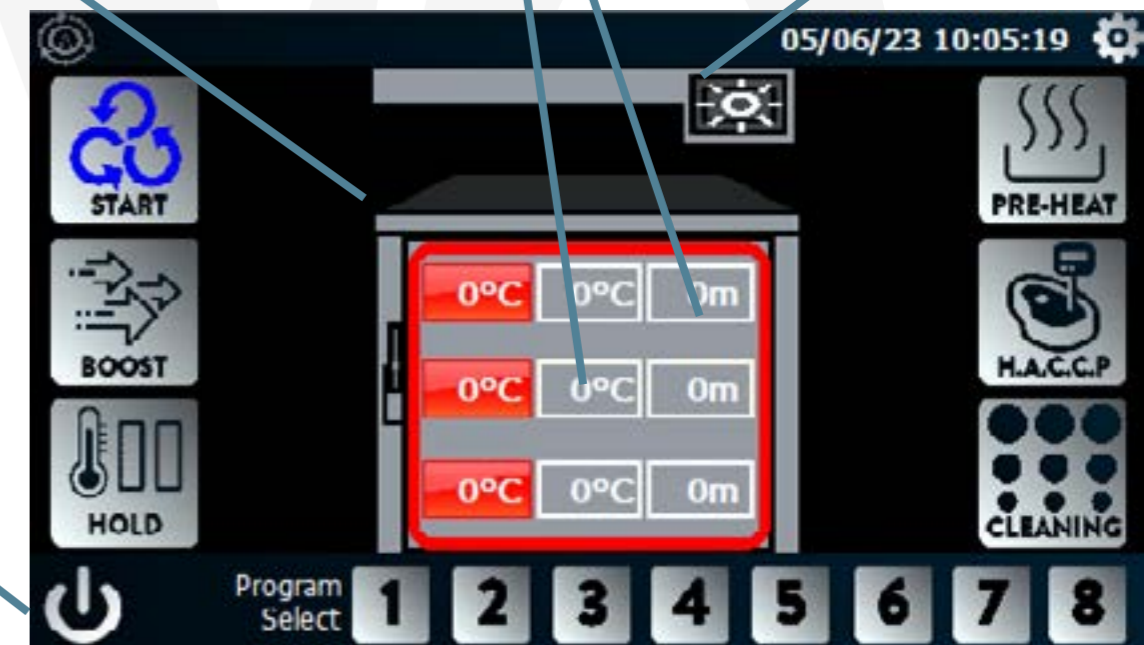 05/06/23 10:05:19
START
PRE-HEAT
0°C 0°C 0m
BOOST
H.A.C.C.P
0°C 0°C 0m
HOLD
CLEANING
0°C 0°C 0m
Program
Select
1 2 3 4 5 6 7 8